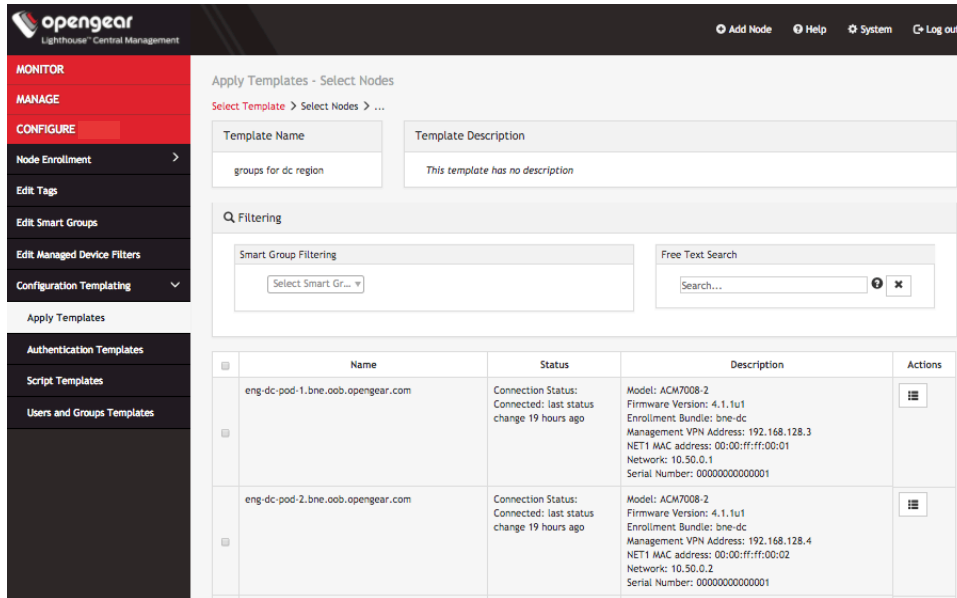 opengear
Lighthouse™ Central Management
Add Node Help System Log out
MONITOR
MANAGE
CONFIGURE
Node Enrollment
Edit Tags
Edit Smart Groups
Edit Managed Device Filters
Configuration Templating
Apply Templates
Authentication Templates
Script Templates
Users and Groups Templates
Apply Templates - Select Nodes
Select Template > Select Nodes > ...
Template Name
groups for dc region
Template Description
This template has no description
Filtering
Smart Group Filtering
Select Smart Gr...
Free Text Search
Search...
Name Status Description Actions
eng-dc-pod-1.bne.oob.opengear.com
Connection Status:
Connected: last status
change 19 hours ago
Model: ACM7008-2
Firmware Version: 4.1.1u1
Enrollment Bundle: bne-dc
Management VPN Address: 192.168.128.3
NET1 MAC address: 00:00:ff:ff:00:01
Network: 10.50.0.1
Serial Number: 00000000000001
eng-dc-pod-2.bne.oob.opengear.com
Connection Status:
Connected: last status
change 19 hours ago
Model: ACM7008-2
Firmware Version: 4.1.1u1
Enrollment Bundle: bne-dc
Management VPN Address: 192.168.128.4
NET1 MAC address: 00:00:ff:ff:00:02
Network: 10.50.0.2
Serial Number: 00000000000001